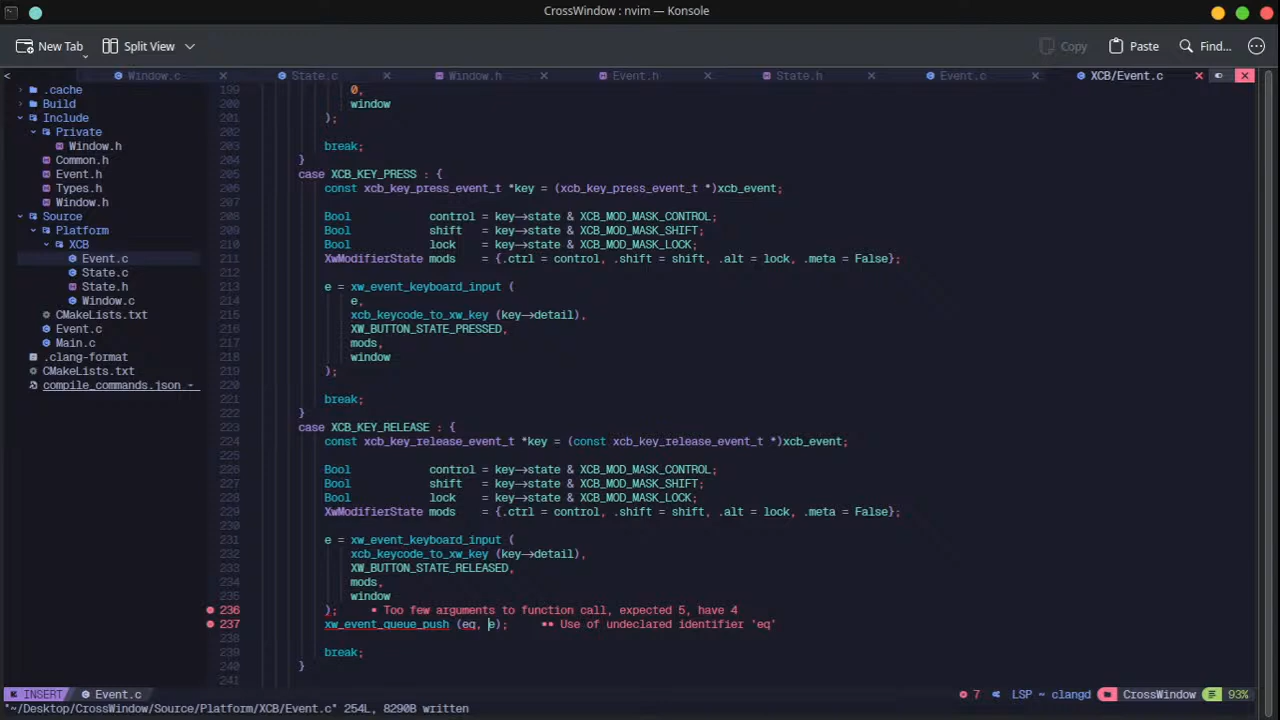 CrossWindow : nvim — Konsole
New Tab
Split View
Copy
Paste
Find...
< Window.c State.c Window.h Event.h State.h Event.c XCB/Event.c
.cache
Build
Include
Private
Window.h
Common.h
Event.h
Types.h
Window.h
Source
Platform
XCB
Event.c
State.c
State.h
Window.c
CMakeLists.txt
Event.c
Main.c
.clang-format
CMakeLists.txt
compile_commands.json -
199 0,
200 window
201 );
202
203 break;
204 }
205 case XCB_KEY_PRESS : {
206 const xcb_key_press_event_t *key = (xcb_key_press_event_t *)xcb_event;
207
208 Bool control = key->state & XCB_MOD_MASK_CONTROL;
209 Bool shift = key->state & XCB_MOD_MASK_SHIFT;
210 Bool lock = key->state & XCB_MOD_MASK_LOCK;
211 XwModifierState mods = {.ctrl = control, .shift = shift, .alt = lock, .meta = False};
212
213 e = xw_event_keyboard_input (
214 e,
215 xcb_keycode_to_xw_key (key->detail),
216 XW_BUTTON_STATE_PRESSED,
217 mods,
218 window
219 );
220
221 break;
222 }
223 case XCB_KEY_RELEASE : {
224 const xcb_key_release_event_t *key = (const xcb_key_release_event_t *)xcb_event;
225
226 Bool control = key->state & XCB_MOD_MASK_CONTROL;
227 Bool shift = key->state & XCB_MOD_MASK_SHIFT;
228 Bool lock = key->state & XCB_MOD_MASK_LOCK;
229 XwModifierState mods = {.ctrl = control, .shift = shift, .alt = lock, .meta = False};
230
231 e = xw_event_keyboard_input (
232 xcb_keycode_to_xw_key (key->detail),
233 XW_BUTTON_STATE_RELEASED,
234 mods,
235 window
236 ); Too few arguments to function call, expected 5, have 4
237 xw_event_queue_push (eq, e); Use of undeclared identifier 'eq'
238
239 break;
240 }
241
INSERT Event.c 7 LSP ~ clangd CrossWindow 93%
"~/Desktop/CrossWindow/Source/Platform/XCB/Event.c" 254L, 8290B written